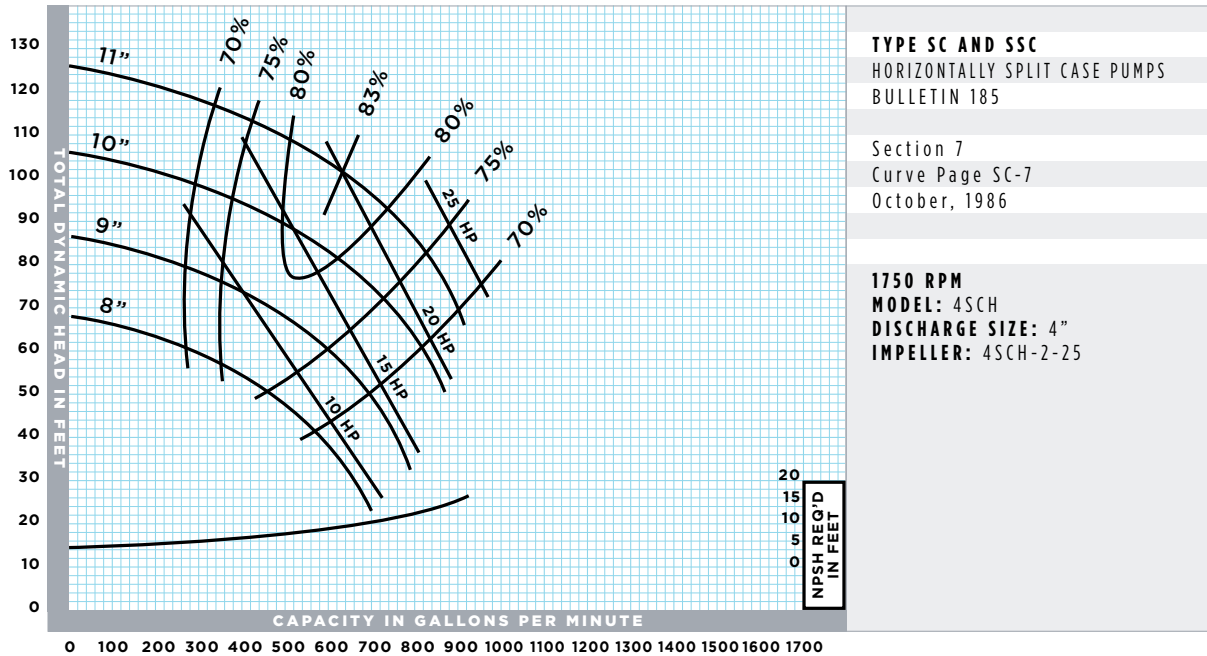 130
120
110
100
90
80
70
60
50
40
30
20
10
0
TOTAL DYNAMIC HEAD IN FEET
11”
10”
9”
8”
70%
75%
80%
83%
80%
75%
70%
25 HP
20 HP
15 HP
10 HP
20
15
10
5
0
NPSH REQ’D
IN FEET
CAPACITY IN GALLONS PER MINUTE
0 100 200 300 400 500 600 700 800 900 1000 1100 1200 1300 1400 1500 1600 1700
TYPE SC AND SSC
HORIZONTALLY SPLIT CASE PUMPS
BULLETIN 185
Section 7
Curve Page SC-7
October, 1986
1750 RPM
MODEL: 4SCH
DISCHARGE SIZE: 4”
IMPELLER: 4SCH-2-25